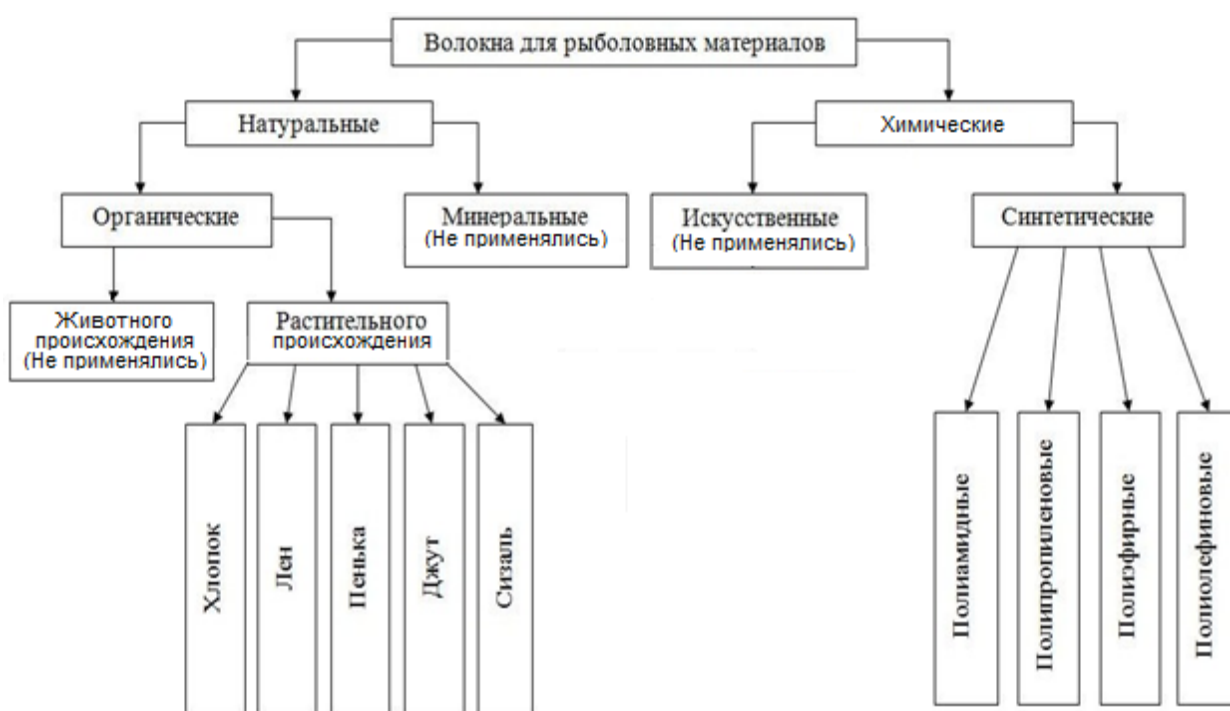 Волокна для рыболовных материалов
Натуральные
Химические
Органические
Минеральные
(Не применялись)
Искусственные
(Не применялись)
Синтетические
Животного
происхождения
(Не применялись)
Растительного
происхождения
Хлопок
Лен
Пенька
Джут
Сизаль
Полиамидные
Полипропиленовые
Полиэфирные
Полиолефиновые